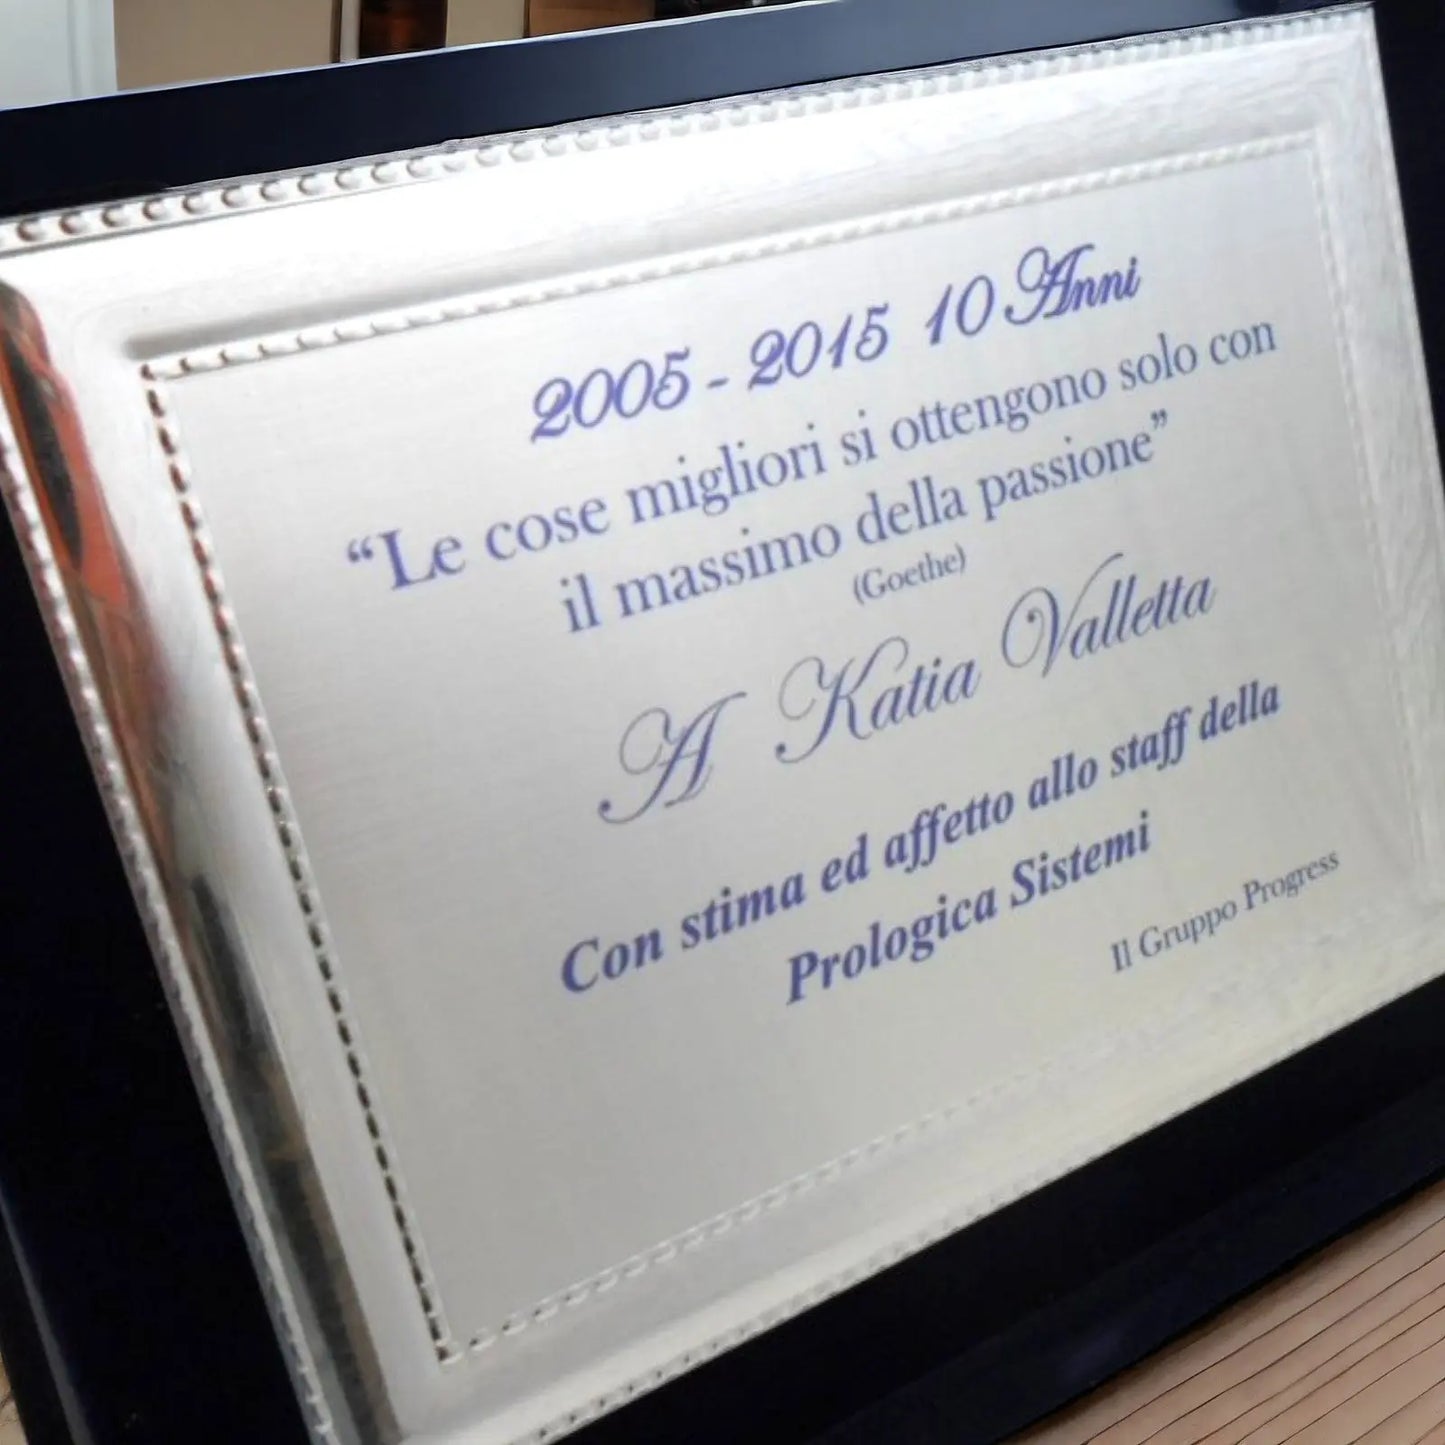 2005 - 2015 10 Anni
“Le cose migliori si ottengono solo con
il massimo della passione”
(Goethe)
A Katia Valletta
Con stima ed affetto allo staff della
Prologica Sistemi
Il Gruppo Progress